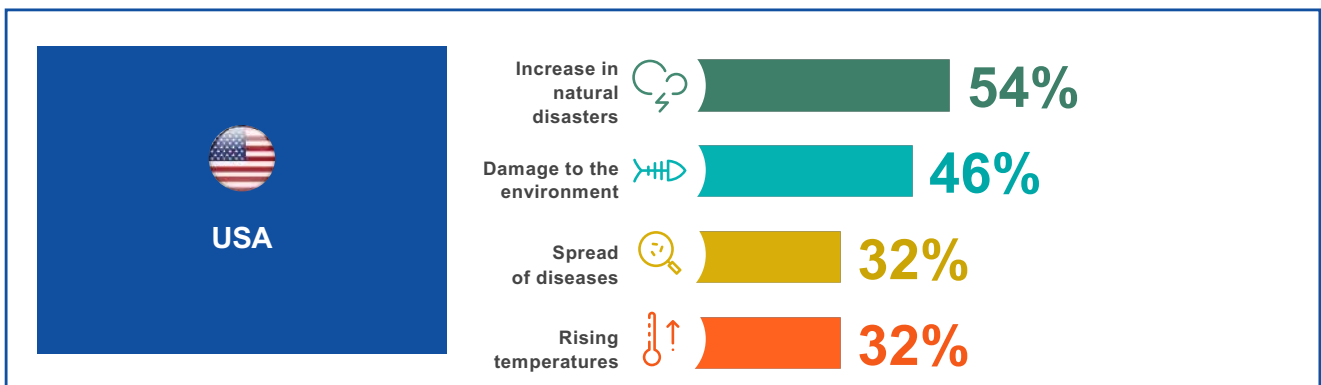 USA
Increase in
natural
disasters
54%
Damage to the
environment
46%
Spread
of diseases
32%
Rising
temperatures
32%